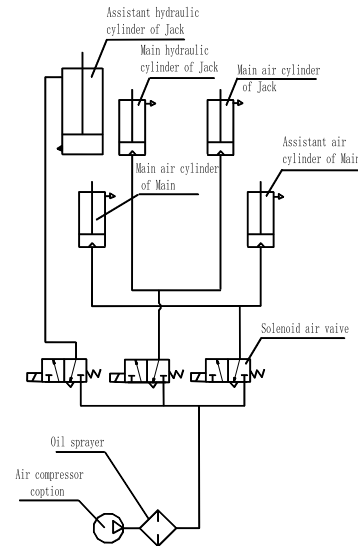 Assistant hydraulic
cylinder of Jack
Main hydraulic
cylinder of Jack
Main air cylinder
of Jack
Assistant air
cylinder of Main
Main air cylinder
of Main
Solenoid air vaive
Oil sprayer
Air compressor
coption